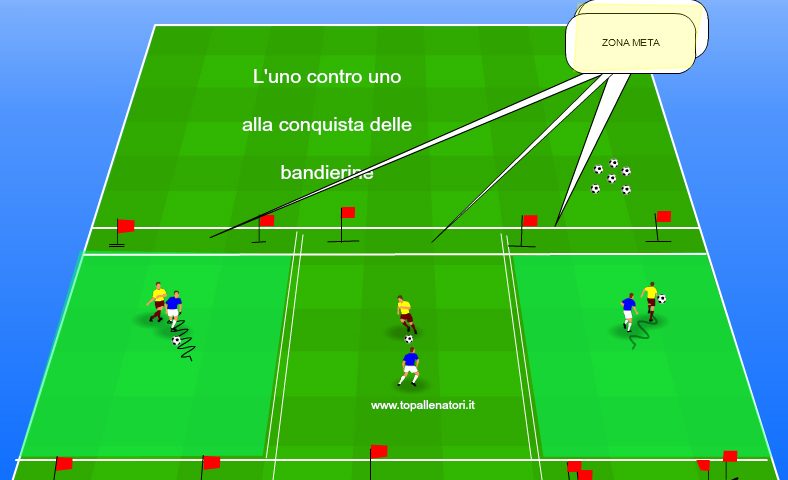 ZONA META
L'uno contro uno
alla conquista delle
bandierine
www.topallenatori.it